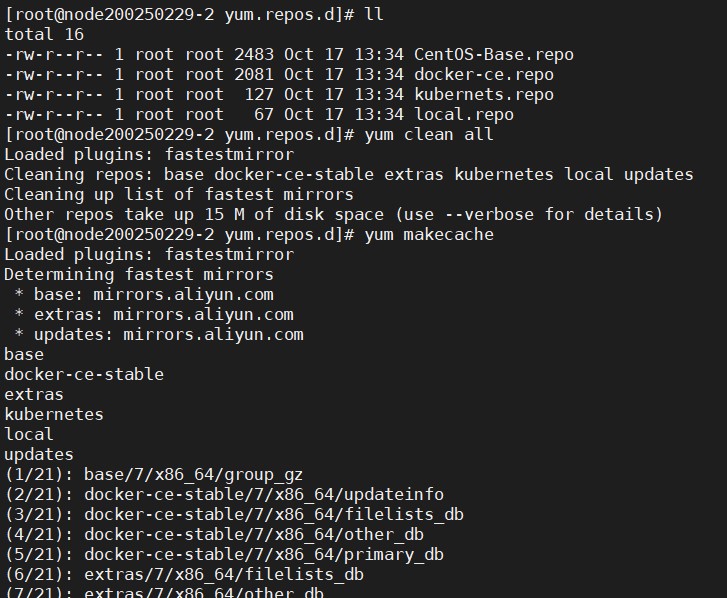 [root@node200250229-2 yum.repos.d]# ll
total 16
-rw-r--r-- 1 root root 2483 Oct 17 13:34 CentOS-Base.repo
-rw-r--r-- 1 root root 2081 Oct 17 13:34 docker-ce.repo
-rw-r--r-- 1 root root  127 Oct 17 13:34 kubernets.repo
-rw-r--r-- 1 root root   67 Oct 17 13:34 local.repo
[root@node200250229-2 yum.repos.d]# yum clean all
Loaded plugins: fastestmirror
Cleaning repos: base docker-ce-stable extras kubernetes local updates
Cleaning up list of fastest mirrors
Other repos take up 15 M of disk space (use --verbose for details)
[root@node200250229-2 yum.repos.d]# yum makecache
Loaded plugins: fastestmirror
Determining fastest mirrors
 * base: mirrors.aliyun.com
 * extras: mirrors.aliyun.com
 * updates: mirrors.aliyun.com
base
docker-ce-stable
extras
kubernetes
local
updates
(1/21): base/7/x86_64/group_gz
(2/21): docker-ce-stable/7/x86_64/updateinfo
(3/21): docker-ce-stable/7/x86_64/filelists_db
(4/21): docker-ce-stable/7/x86_64/other_db
(5/21): docker-ce-stable/7/x86_64/primary_db
(6/21): extras/7/x86_64/filelists_db
(7/21): extras/7/x86_64/other_db